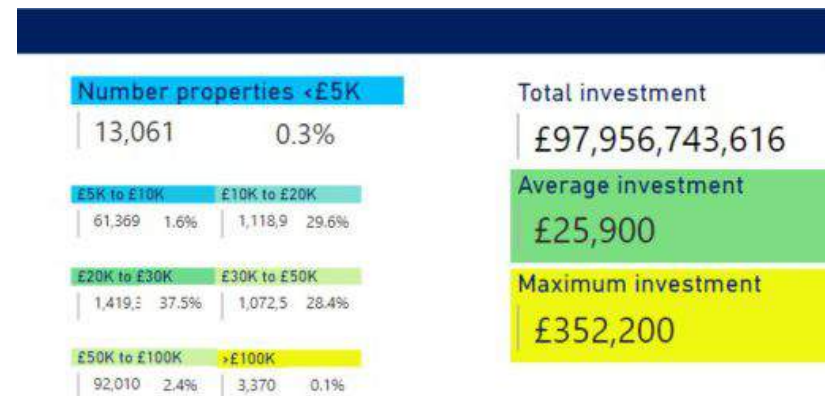 Number properties <£5K
13,061 0.3%
£5K to £10K £10K to £20K
61,369 1.6% 1,118,9 29.6%
£20K to £30K £30K to £50K
1,419,3 37.5% 1,072,5 28.4%
£50K to £100K >£100K
92,010 2.4% 3,370 0.1%
Total investment
£97,956,743,616
Average investment
£25,900
Maximum investment
£352,200